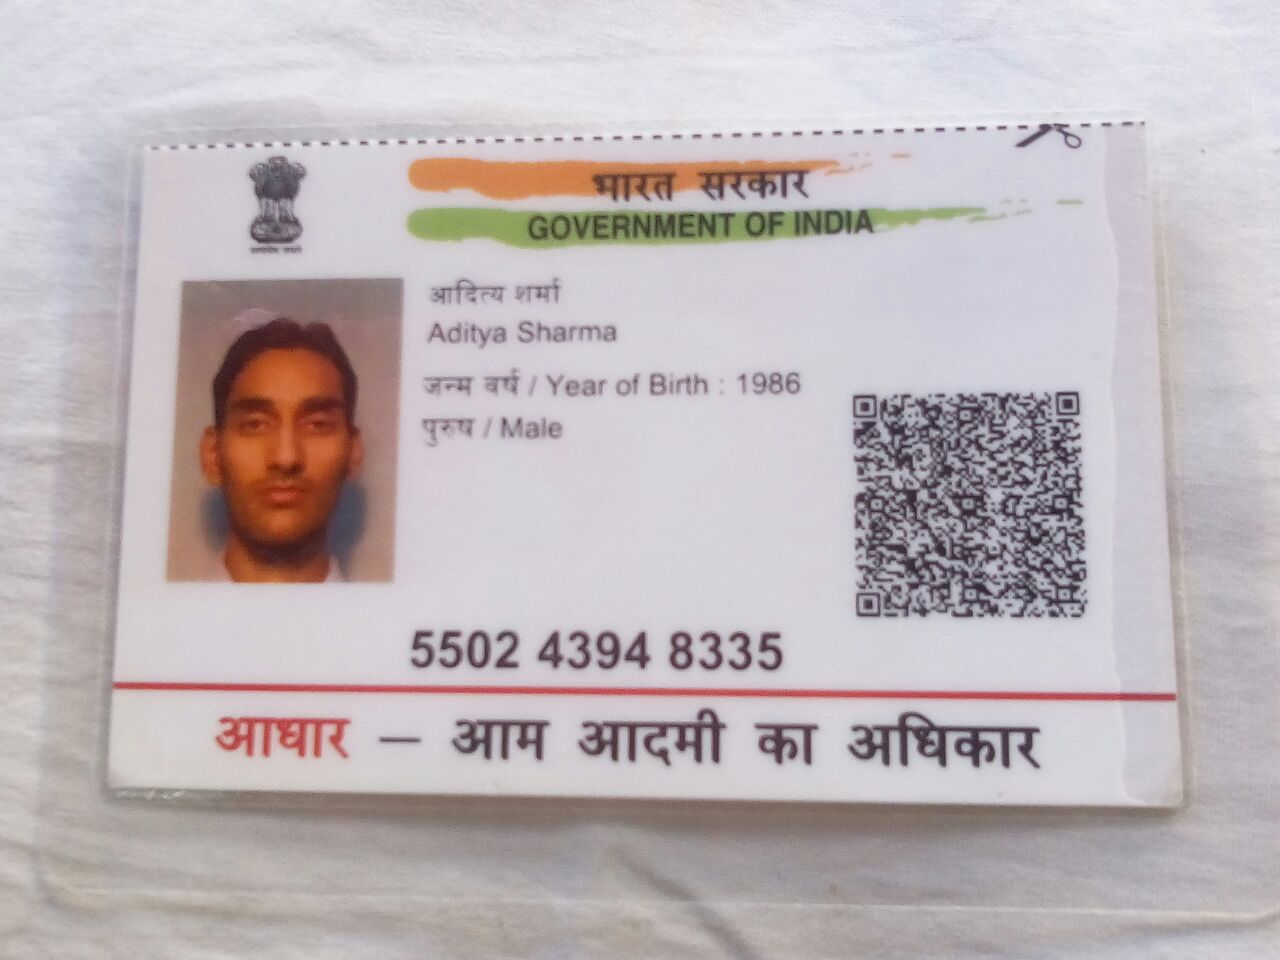 भारत सरकार
GOVERNMENT OF INDIA
आदित्य शर्मा
Aditya Sharma
जन्म वर्ष / Year of Birth : 1986
पुरुष / Male
5502 4394 8335
आधार — आम आदमी का अधिकार